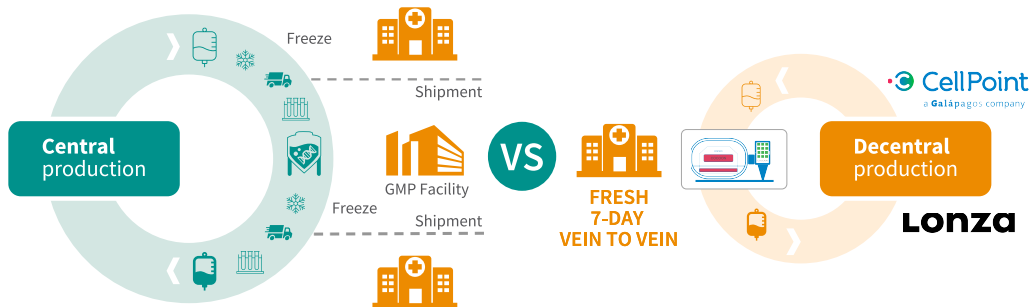 Freeze
Shipment
Central
production
GMP Facility
Freeze
Shipment
VS
FRESH
7-DAY
VEIN TO VEIN
CellPoint
a Galápagos company
Decentral
production
Lonza